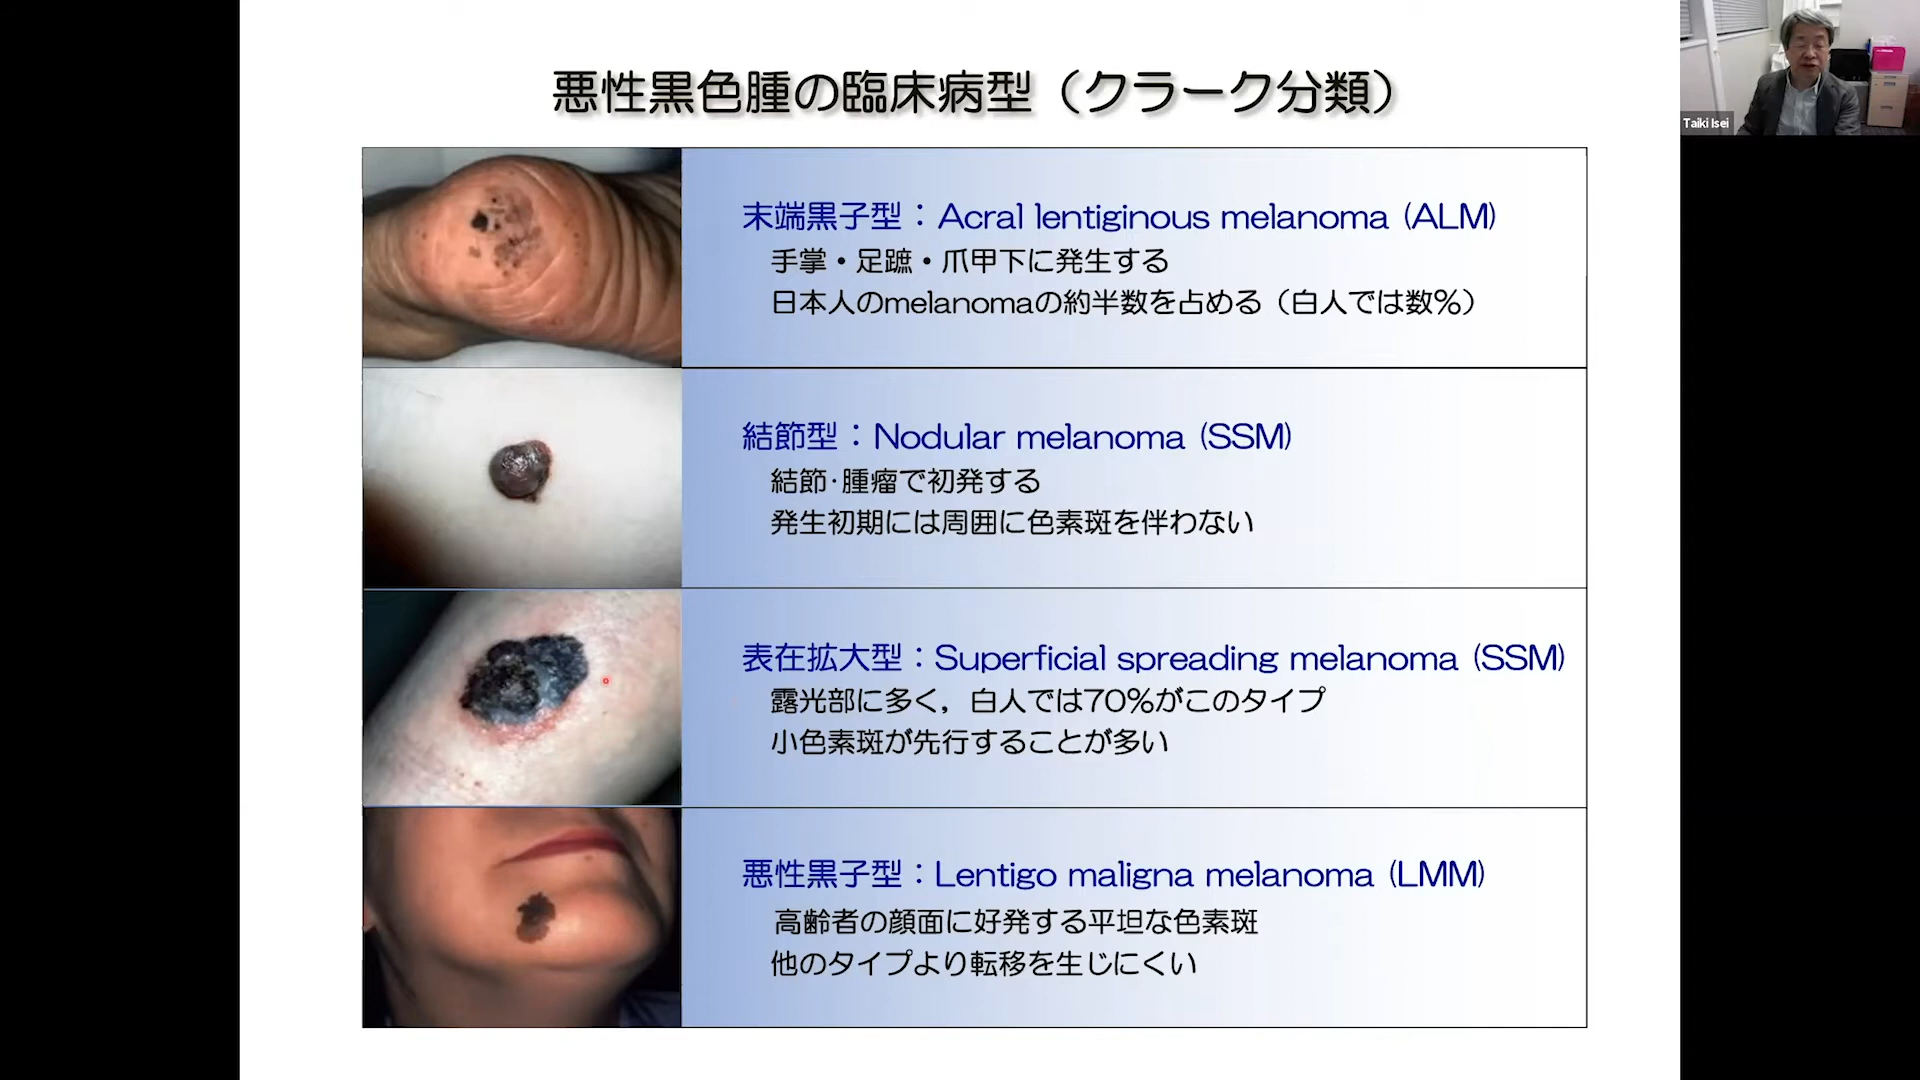 悪性黒色腫の臨床病型（クラーク分類）
Taiki Isei
末端黒子型：Acral lentiginous melanoma (ALM)
手掌・足蹠・爪甲下に発生する
日本人のmelanomaの約半数を占める（白人では数％）
結節型：Nodular melanoma (SSM)
結節･腫瘤で初発する
発生初期には周囲に色素斑を伴わない
表在拡大型：Superficial spreading melanoma (SSM)
露光部に多く，白人では70％がこのタイプ
小色素斑が先行することが多い
悪性黒子型：Lentigo maligna melanoma (LMM)
高齢者の顔面に好発する平坦な色素斑
他のタイプより転移を生じにくい